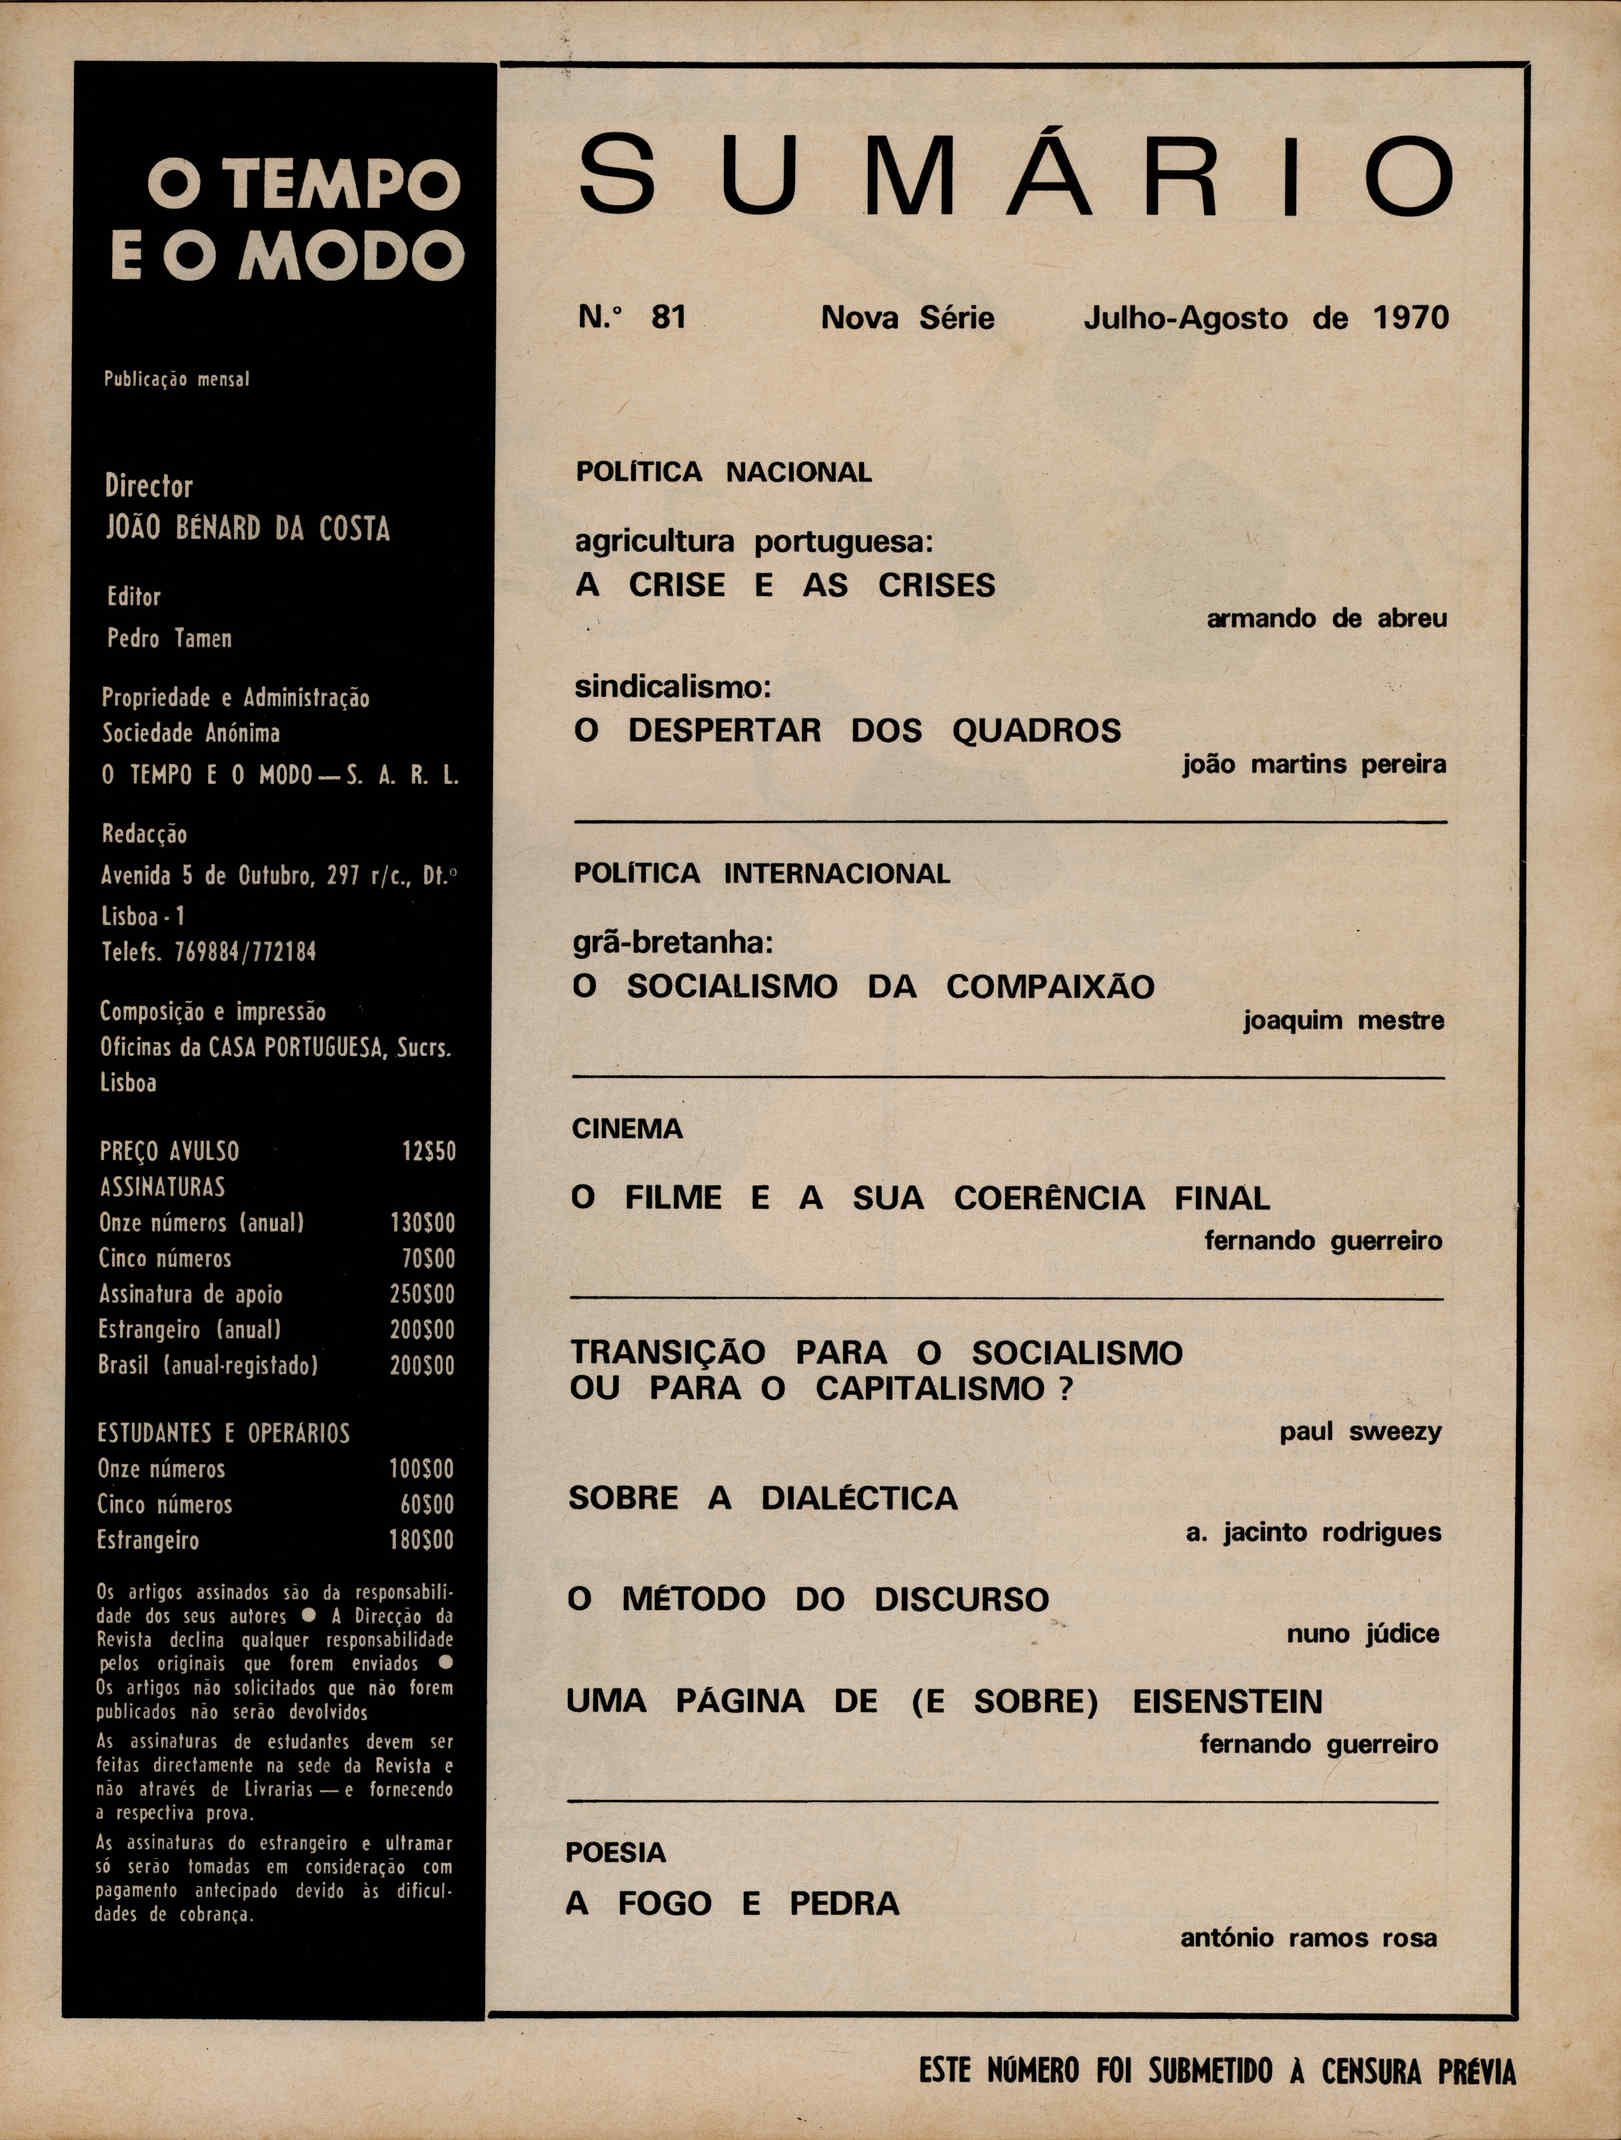 O TEMPO
E O MODO
Publicação mensal
Director
JOÃO BÉNARD DA COSTA
Editor
Pedro Tamen
Propriedade e Administração
Sociedade Anónima
O TEMPO E O MODO — S. A. R. L.
Redacção
Avenida 5 de Outubro, 297 r/c., Dt.º
Lisboa - 1
Telefs. 769884/772184
Composição e impressão
Oficinas da CASA PORTUGUESA, Sucrs.
Lisboa
PREÇO AVULSO 12$50
ASSINATURAS
Onze números (anual) 130$00
Cinco números 70$00
Assinatura de apoio 250$00
Estrangeiro (anual) 200$00
Brasil (anual-registado) 200$00
ESTUDANTES E OPERÁRIOS
Onze números 100$00
Cinco números 60$00
Estrangeiro 180$00
Os artigos assinados são da responsabili-
dade dos seus autores ● A Direcção da
Revista declina qualquer responsabilidade
pelos originais que forem enviados ●
Os artigos não solicitados que não forem
publicados não serão devolvidos
As assinaturas de estudantes devem ser
feitas directamente na sede da Revista e
não através de Livrarias — e fornecendo
a respectiva prova.
As assinaturas do estrangeiro e ultramar
só serão tomadas em consideração com
pagamento antecipado devido às dificul-
dades de cobrança.
SUMÁRIO
N.º 81 Nova Série Julho-Agosto de 1970
POLÍTICA NACIONAL
agricultura portuguesa:
A CRISE E AS CRISES
armando de abreu
sindicalismo:
O DESPERTAR DOS QUADROS
joão martins pereira
POLÍTICA INTERNACIONAL
grã-bretanha:
O SOCIALISMO DA COMPAIXÃO
joaquim mestre
CINEMA
O FILME E A SUA COERÊNCIA FINAL
fernando guerreiro
TRANSIÇÃO PARA O SOCIALISMO
OU PARA O CAPITALISMO ?
paul sweezy
SOBRE A DIALÉCTICA
a. jacinto rodrigues
O MÉTODO DO DISCURSO
nuno júdice
UMA PÁGINA DE (E SOBRE) EISENSTEIN
fernando guerreiro
POESIA
A FOGO E PEDRA
antónio ramos rosa
ESTE NÚMERO FOI SUBMETIDO À CENSURA PRÉVIA